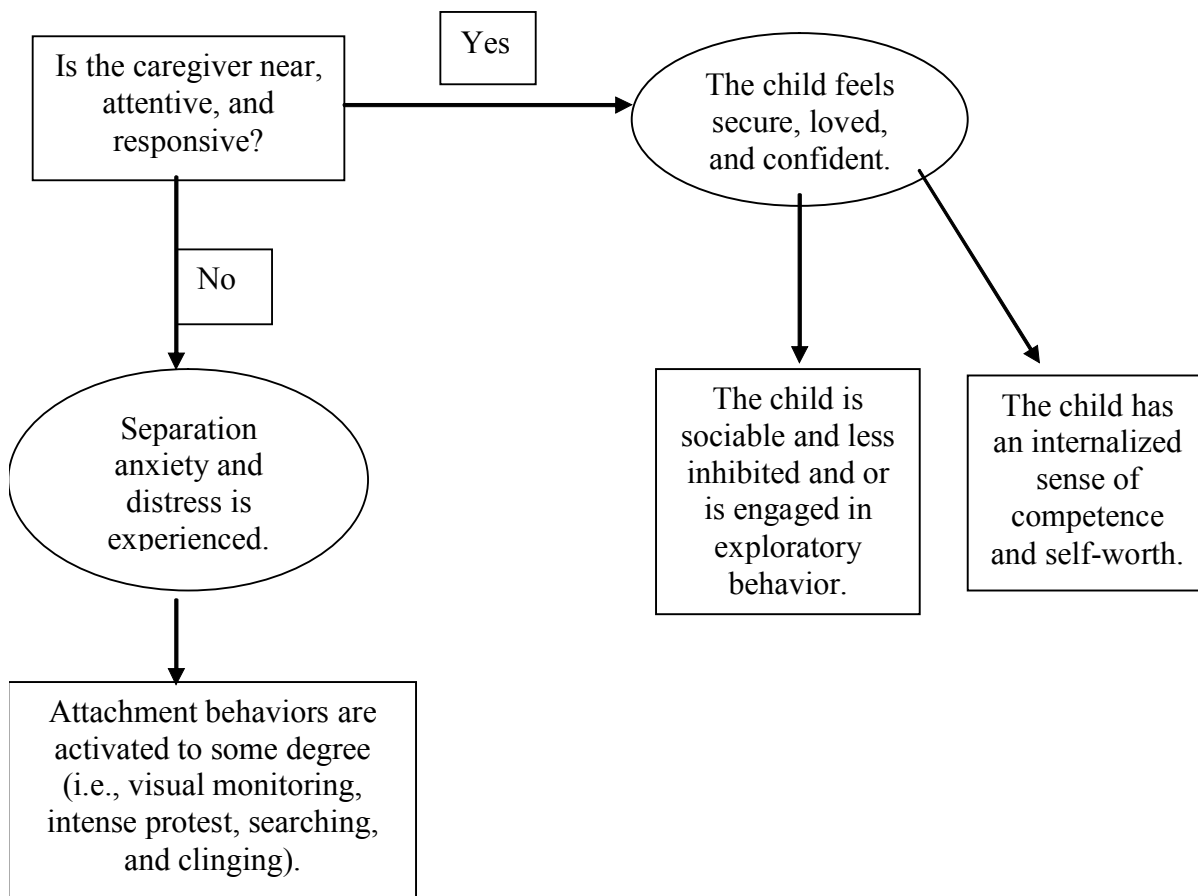 Is the caregiver near,
attentive, and
responsive?
Yes
The child feels
secure, loved,
and confident.
No
Separation
anxiety and
distress is
experienced.
The child is
sociable and less
inhibited and or
is engaged in
exploratory
behavior.
The child has
an internalized
sense of
competence
and self-worth.
Attachment behaviors are
activated to some degree
(i.e., visual monitoring,
intense protest, searching,
and clinging).